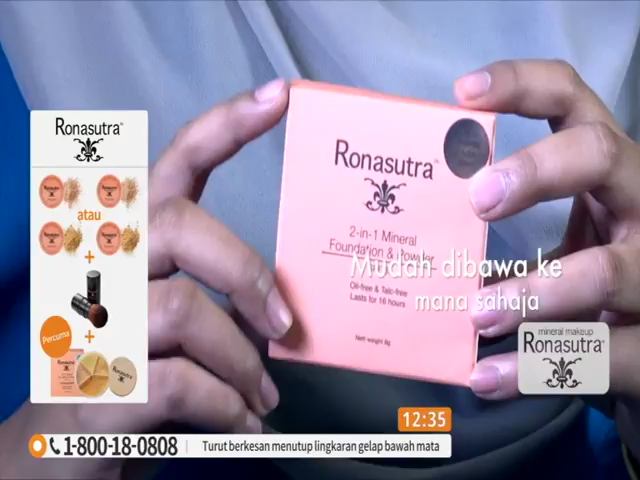 Ronasutra
atau
+
+
Percuma
Ronasutra
Ronasutra™
2-in-1 Mineral
Foundation & Powder
Oil-free & Talc-free
Lasts for 16 hours
Net weight 8g
Mudah dibawa ke
mana sahaja
mineral makeup
Ronasutra
12:35
1-800-18-0808
Turut berkesan menutup lingkaran gelap bawah mata